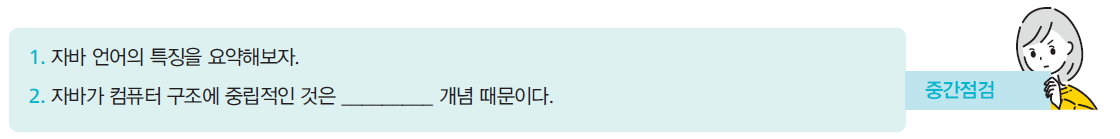 1. 자바 언어의 특징을 요약해보자.
2. 자바가 컴퓨터 구조에 중립적인 것은 _________ 개념 때문이다.
중간점검